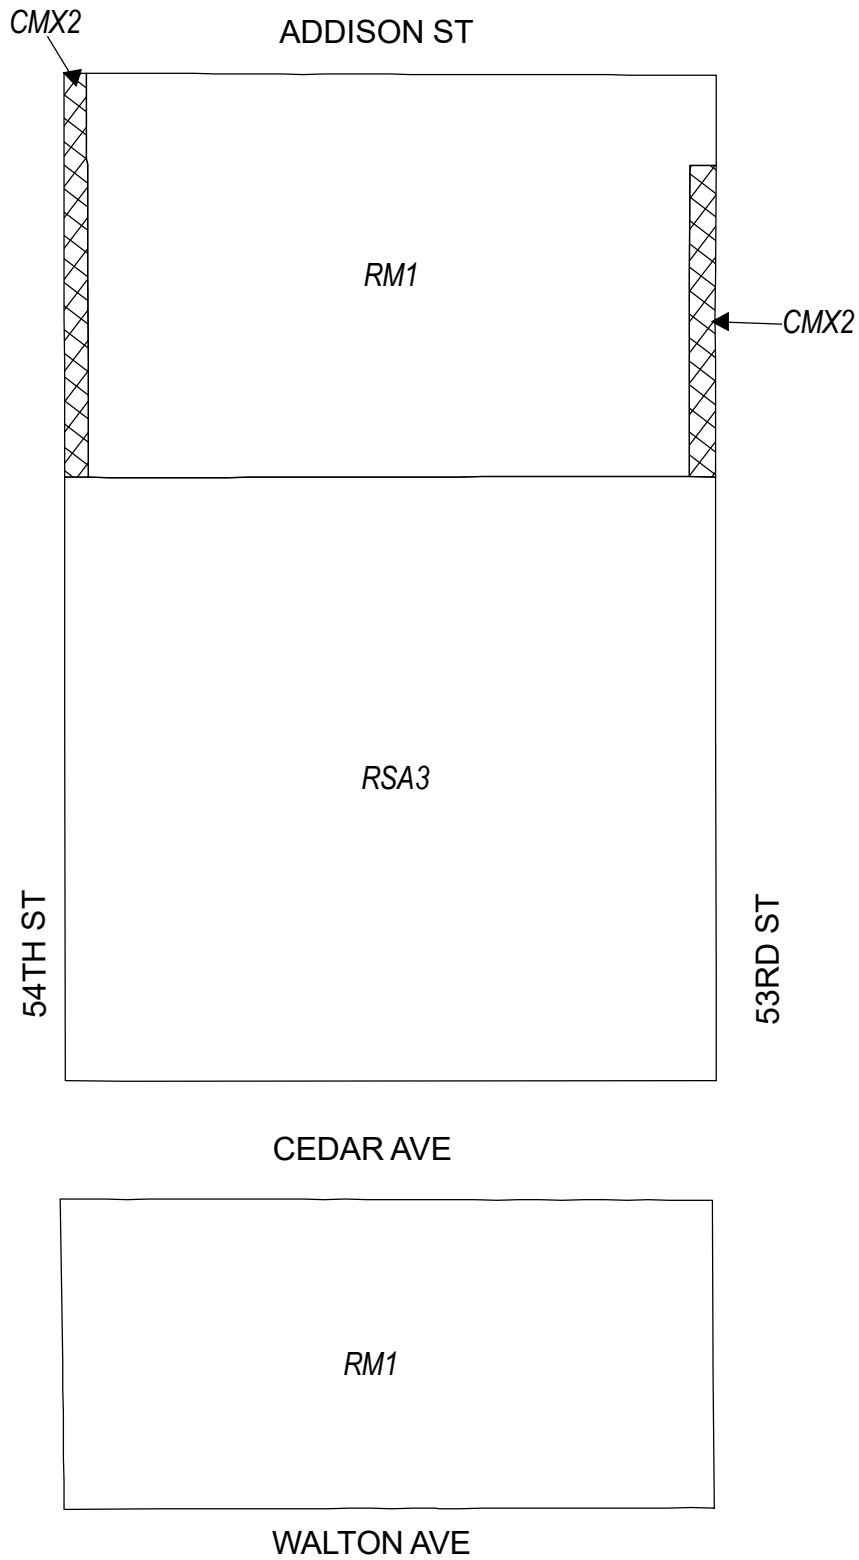 CMX2
ADDISON ST
RM1
CMX2
RSA3
54TH ST
53RD ST
CEDAR AVE
RM1
WALTON AVE